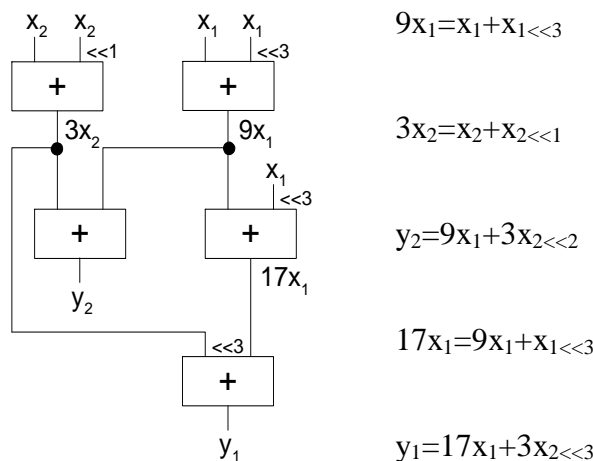 x₂ x₂ x₁ x₁
<<1 <<3
+ +
3x₂ 9x₁
x₁
<<3
+ +
y₂ 17x₁
<<3
+
y₁
9x₁=x₁+x₁<<3
3x₂=x₂+x₂<<1
y₂=9x₁+3x₂<<2
17x₁=9x₁+x₁<<3
y₁=17x₁+3x₂<<3